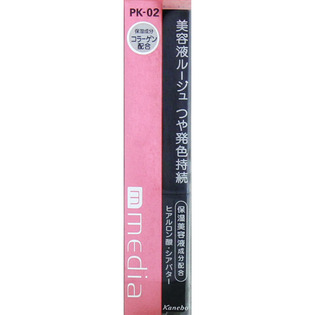 PK-02
保湿成分
コラーゲン
配合
media
美容液ルージュ つや発色持続
保湿美容液成分配合
ヒアルロン酸・シアバター
Kanebo